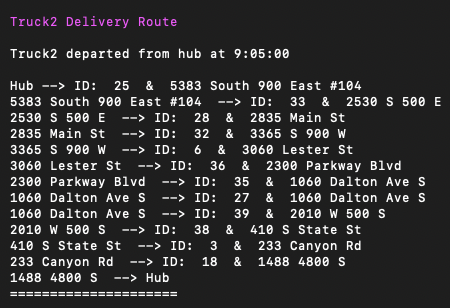 Truck2 Delivery Route
Truck2 departed from hub at 9:05:00
Hub --> ID:  25  &  5383 South 900 East #104
5383 South 900 East #104  --> ID:  33  &  2530 S 500 E
2530 S 500 E  --> ID:  28  &  2835 Main St
2835 Main St  --> ID:  32  &  3365 S 900 W
3365 S 900 W  --> ID:  6  &  3060 Lester St
3060 Lester St  --> ID:  36  &  2300 Parkway Blvd
2300 Parkway Blvd  --> ID:  35  &  1060 Dalton Ave S
1060 Dalton Ave S  --> ID:  27  &  1060 Dalton Ave S
1060 Dalton Ave S  --> ID:  39  &  2010 W 500 S
2010 W 500 S  --> ID:  38  &  410 S State St
410 S State St  --> ID:  3  &  233 Canyon Rd
233 Canyon Rd  --> ID:  18  &  1488 4800 S
1488 4800 S  --> Hub
=====================